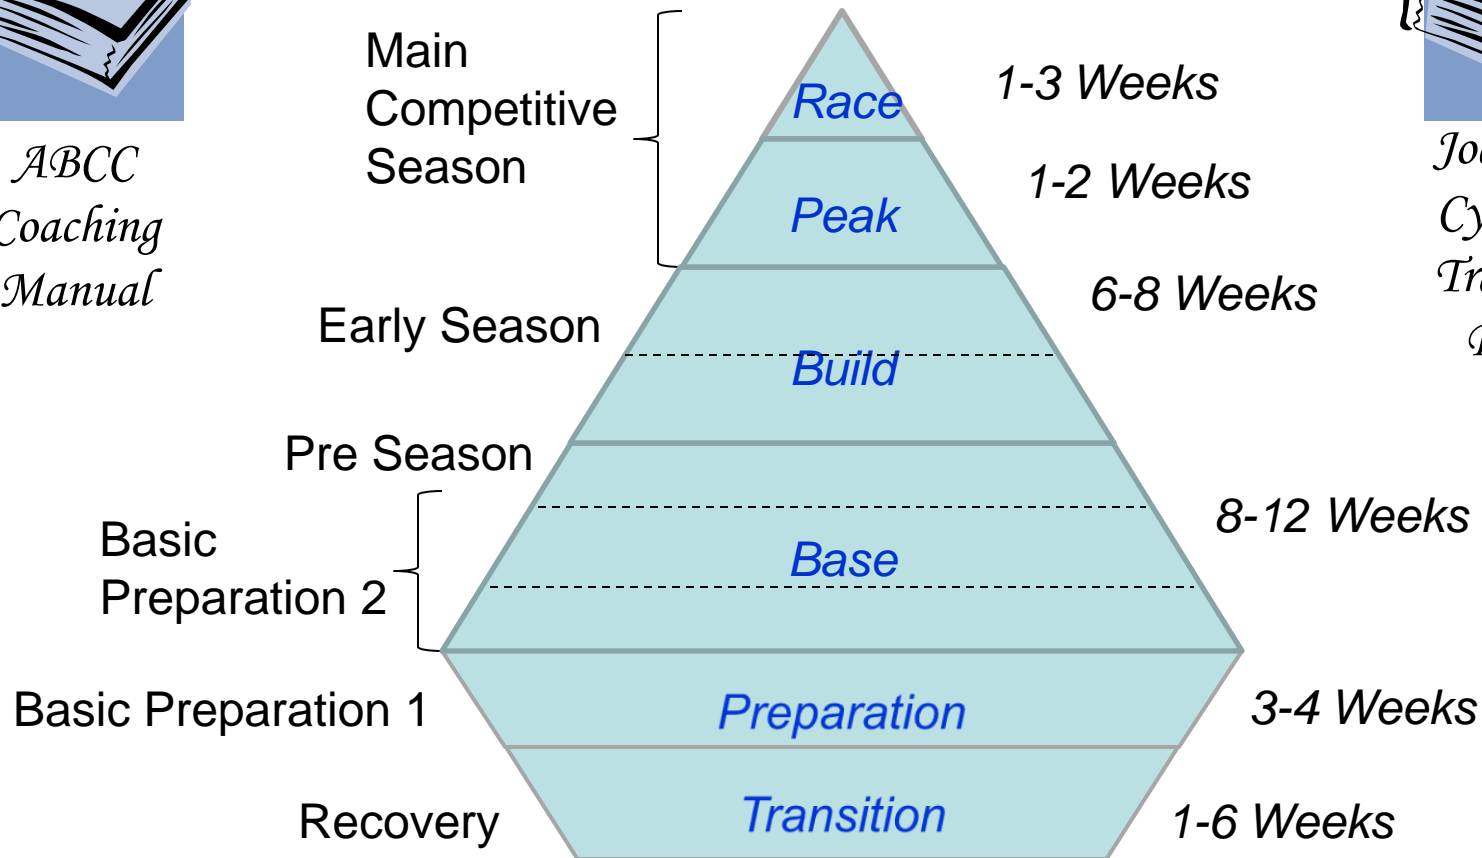 Main
Competitive
Season
Race
1-3 Weeks
ABCC
Coaching
Manual
Peak
1-2 Weeks
Early Season
Build
6-8 Weeks
Pre Season
Basic
Preparation 2
Base
8-12 Weeks
Basic Preparation 1
Preparation
3-4 Weeks
Recovery
Transition
1-6 Weeks